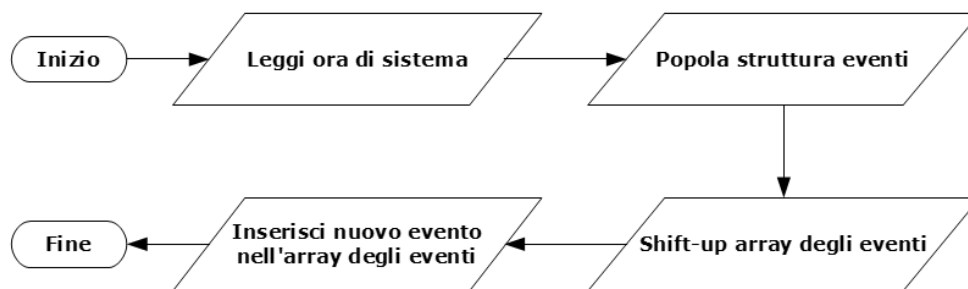 Inizio
Leggi ora di sistema
Popola struttura eventi
Shift-up array degli eventi
Inserisci nuovo evento
nell'array degli eventi
Fine